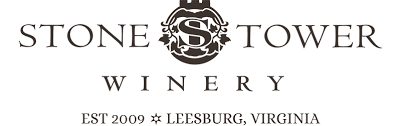 STONE S TOWER
WINERY
EST 2009 ✲ LEESBURG, VIRGINIA